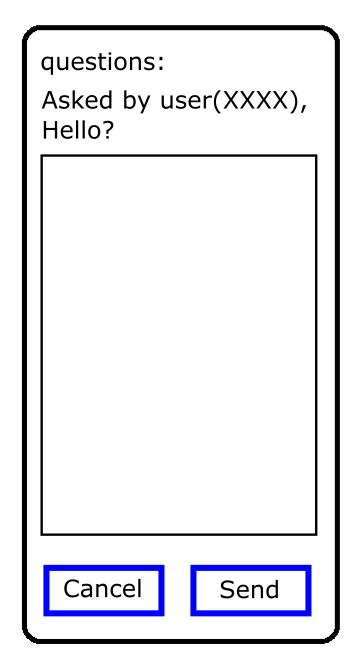 questions:
Asked by user(XXXX),
Hello?
Cancel
Send